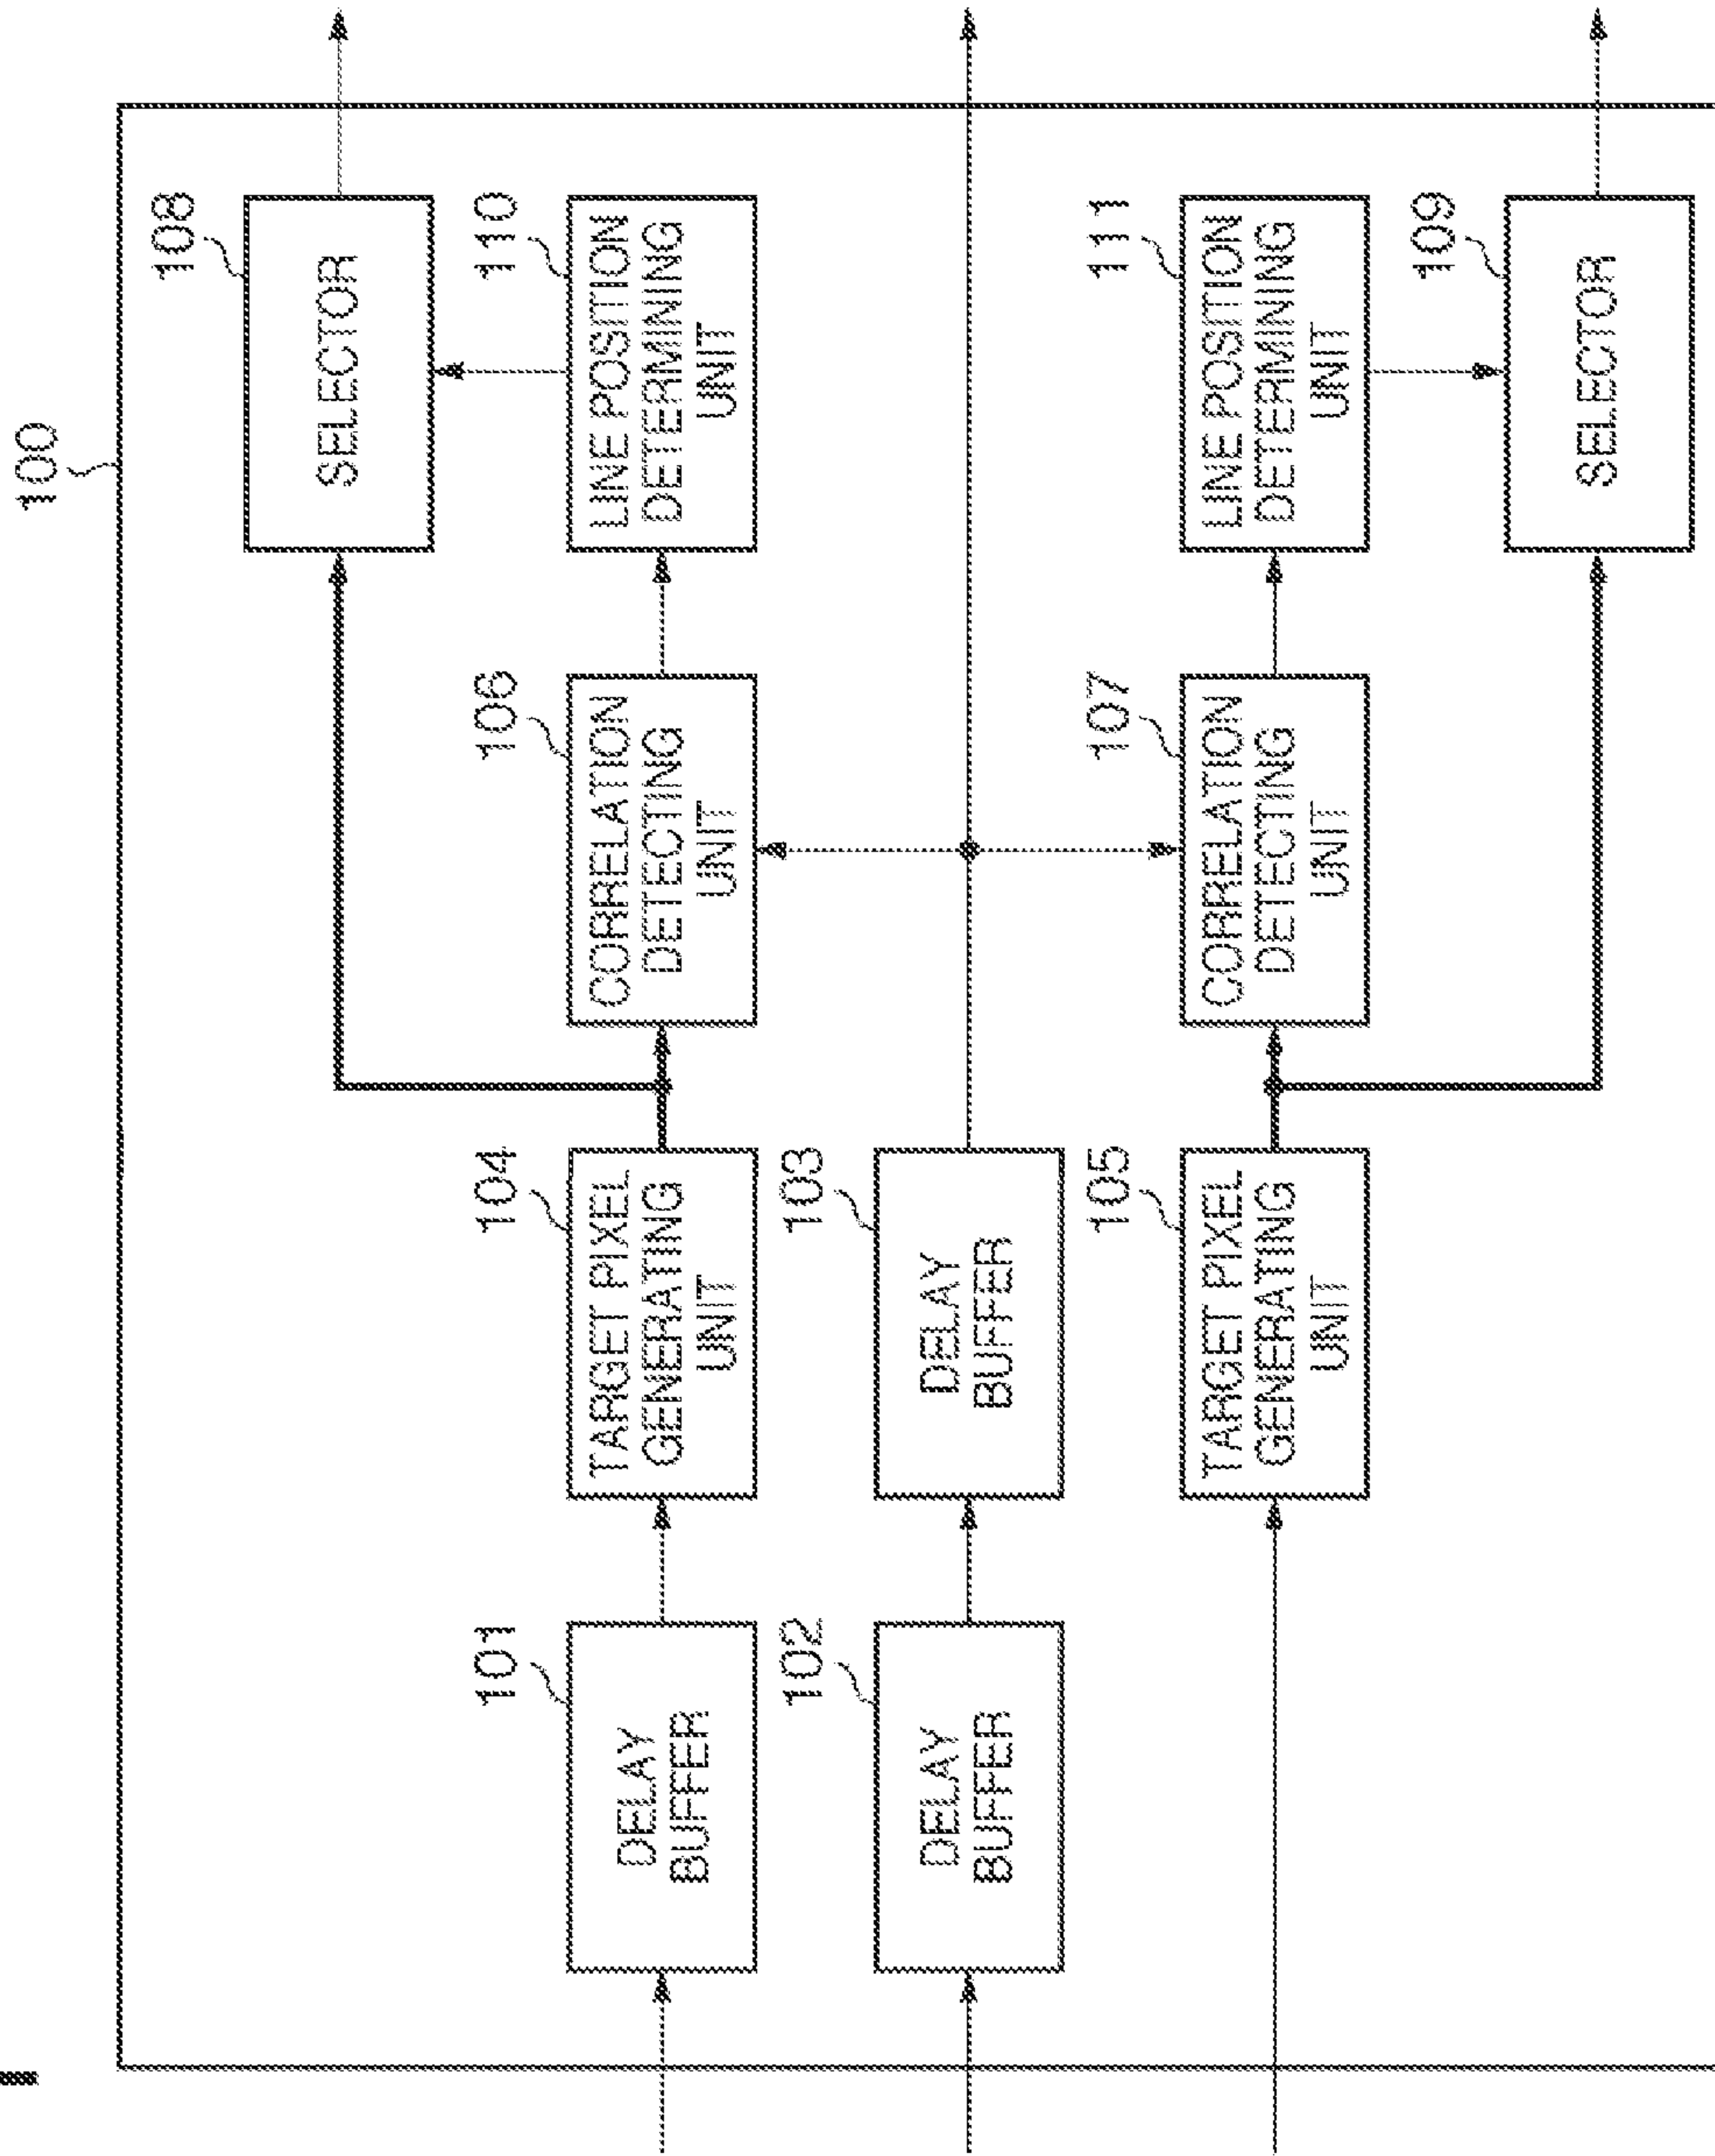 100
108
SELECTOR
106
CORRELATION
DETECTING
UNIT
110
LINE POSITION
DETERMINING
UNIT
101
DELAY
BUFFER
104
TARGET PIXEL
GENERATING
UNIT
102
DELAY
BUFFER
103
DELAY
BUFFER
105
TARGET PIXEL
GENERATING
UNIT
107
CORRELATION
DETECTING
UNIT
111
LINE POSITION
DETERMINING
UNIT
109
SELECTOR